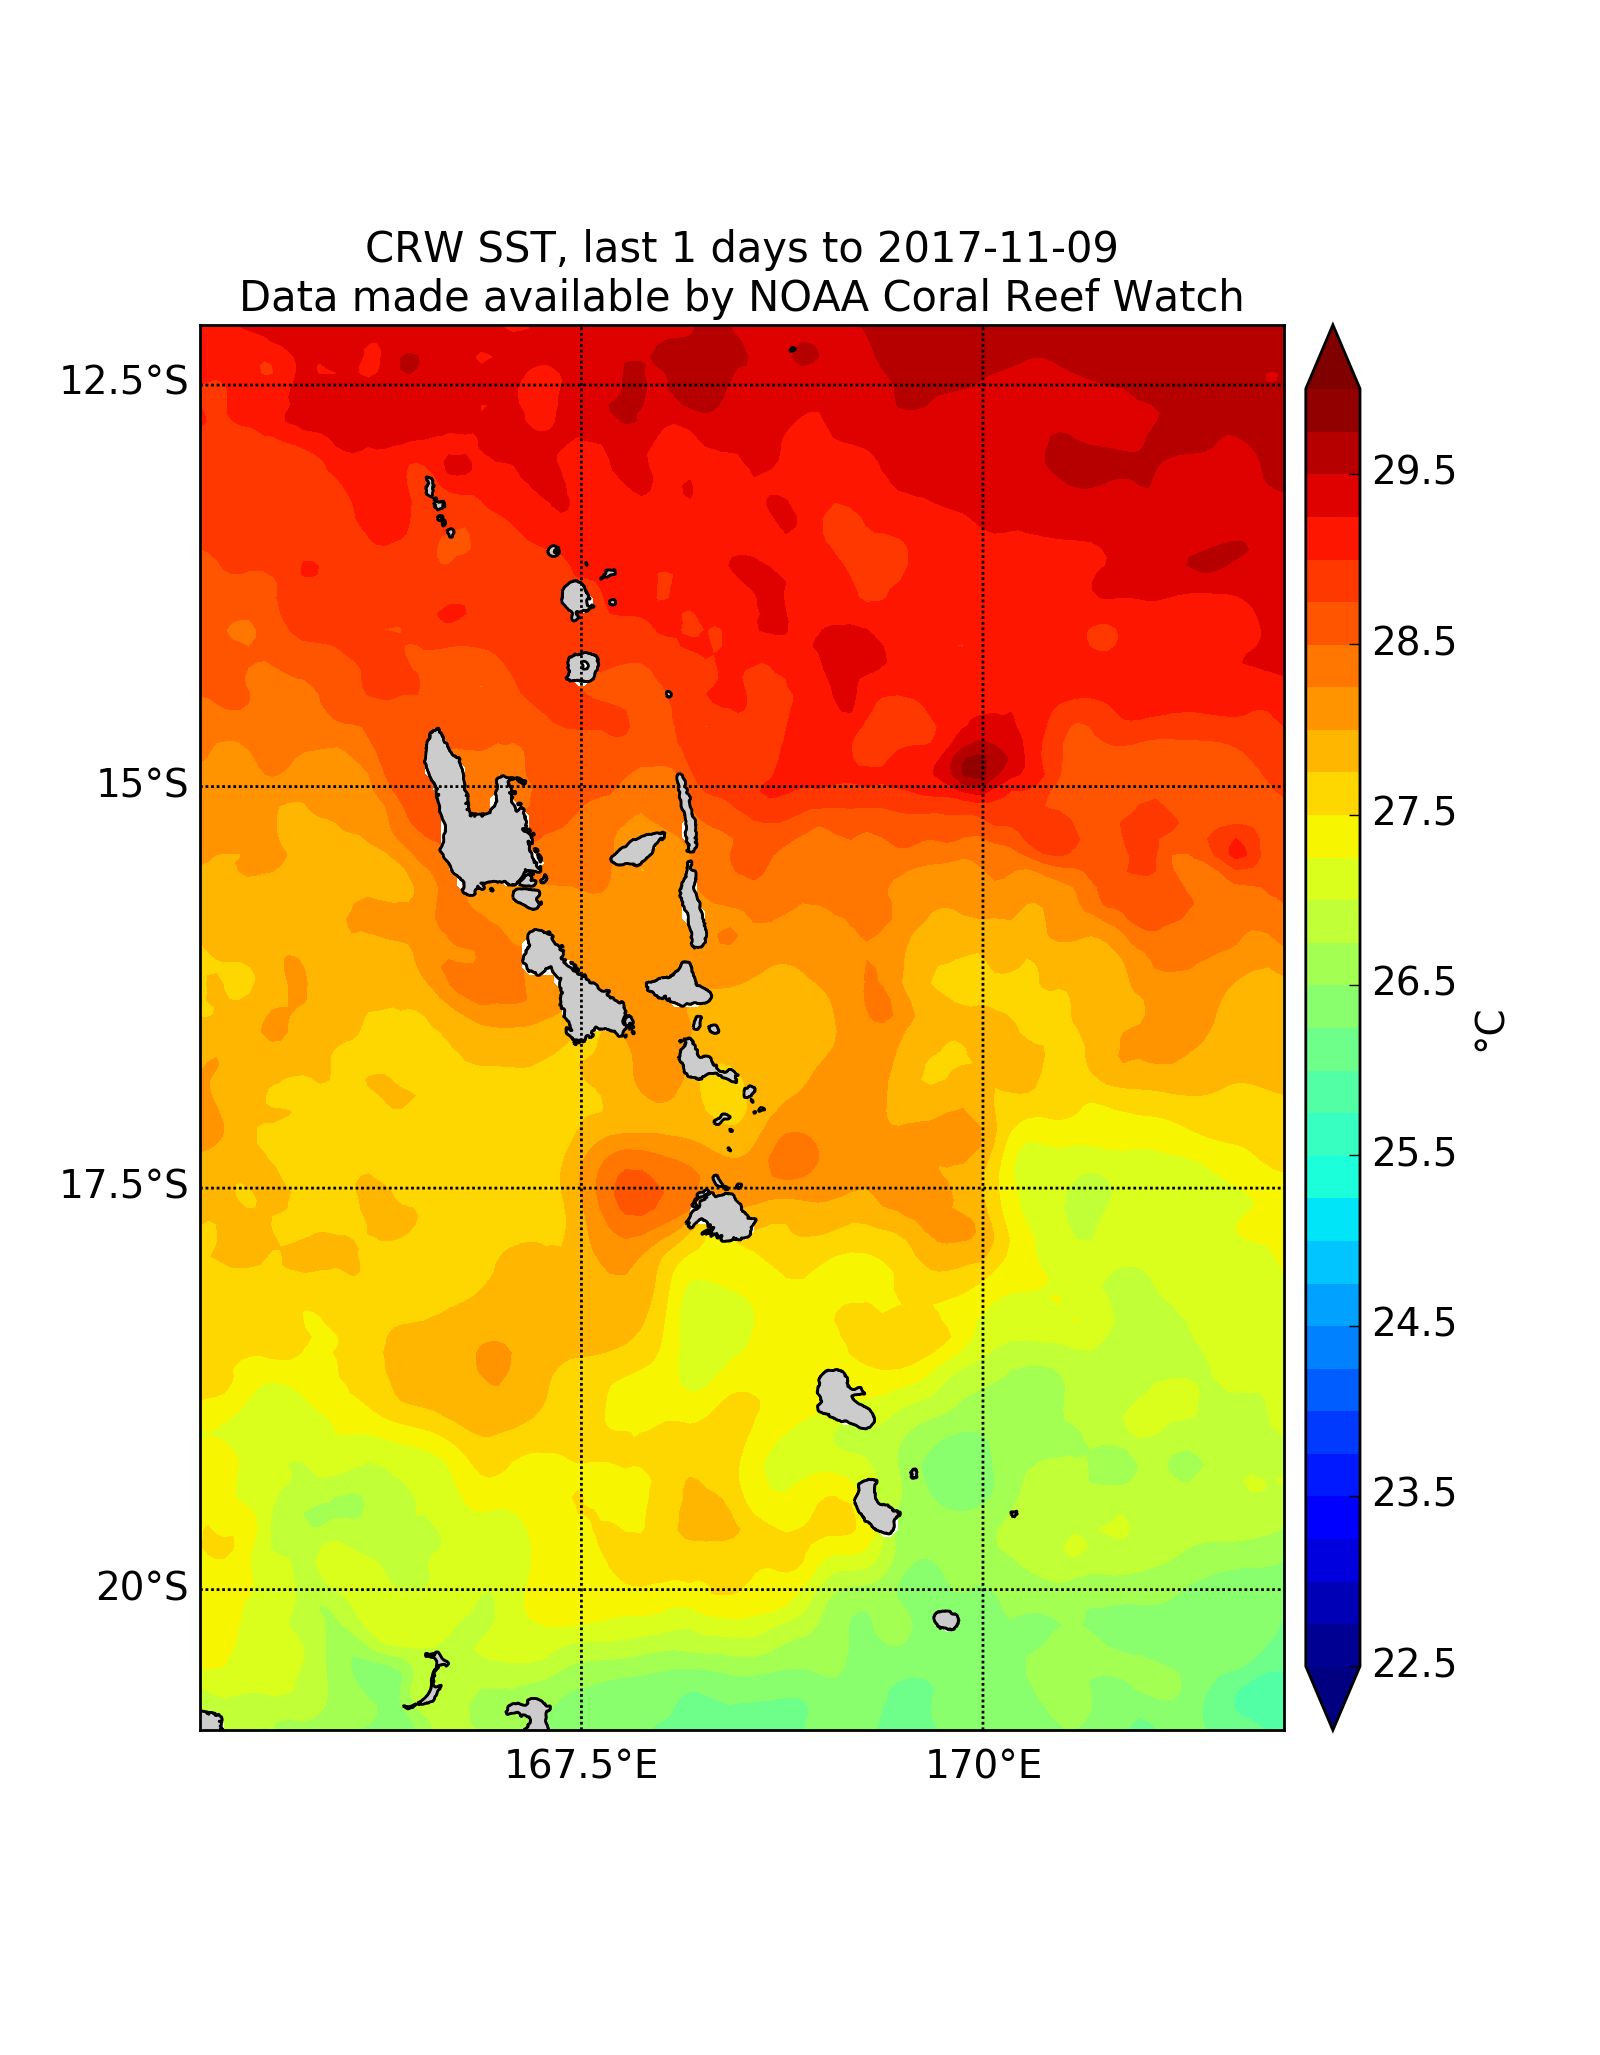 CRW SST, last 1 days to 2017-11-09
Data made available by NOAA Coral Reef Watch
12.5°S
15°S
17.5°S
20°S
167.5°E
170°E
29.5
28.5
27.5
26.5
25.5
24.5
23.5
22.5
°C